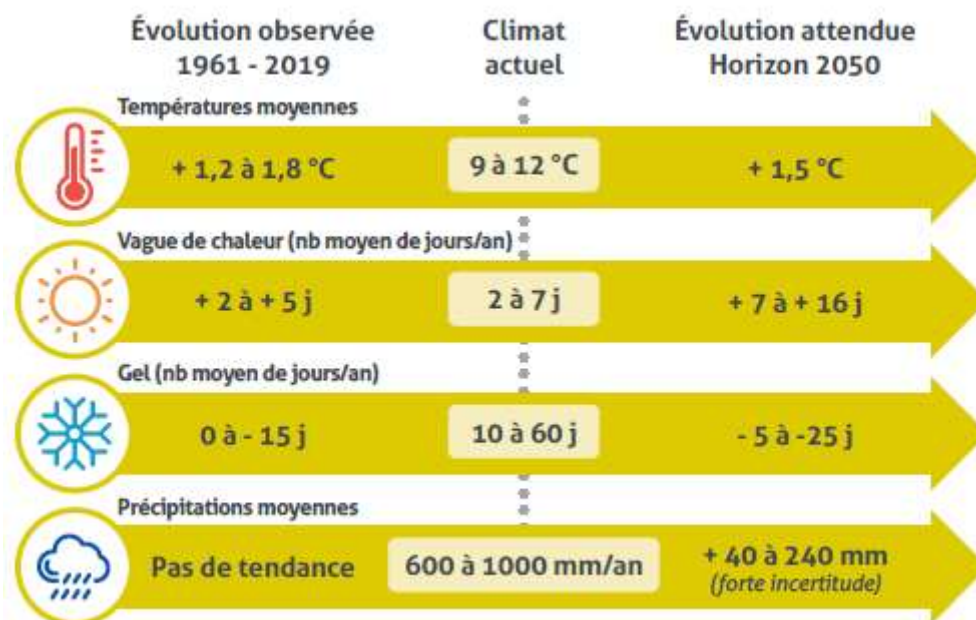 Évolution observée
1961 - 2019
Climat
actuel
Évolution attendue
Horizon 2050
Températures moyennes
+ 1,2 à 1,8 °C
9 à 12 °C
+ 1,5 °C
Vague de chaleur (nb moyen de jours/an)
+ 2 à + 5 j
2 à 7 j
+ 7 à + 16 j
Gel (nb moyen de jours/an)
0 à - 15 j
10 à 60 j
- 5 à -25 j
Précipitations moyennes
Pas de tendance
600 à 1000 mm/an
+ 40 à 240 mm
(forte incertitude)